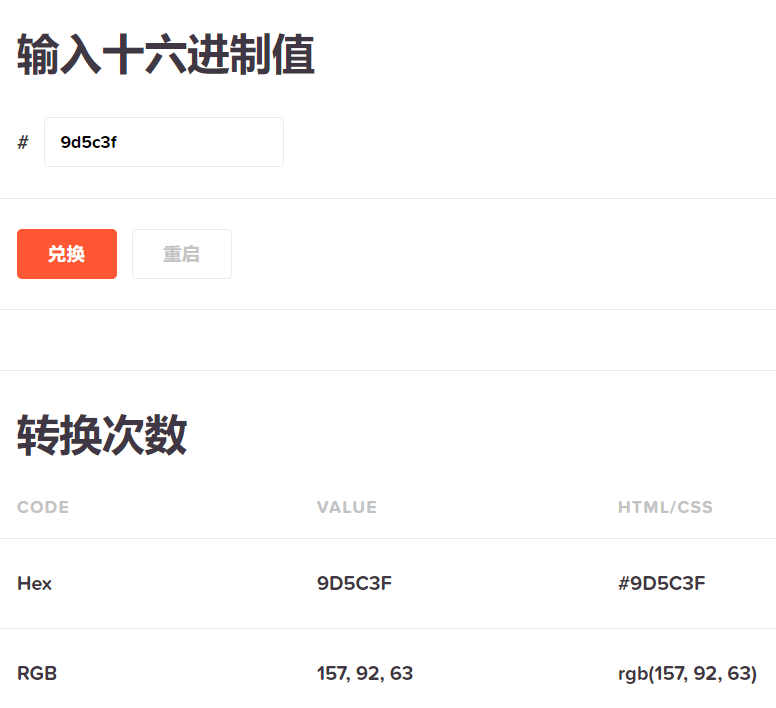 输入十六进制值
# 9d5c3f
兑换 重启
转换次数
CODE VALUE HTML/CSS
Hex 9D5C3F #9D5C3F
RGB 157, 92, 63 rgb(157, 92, 63)